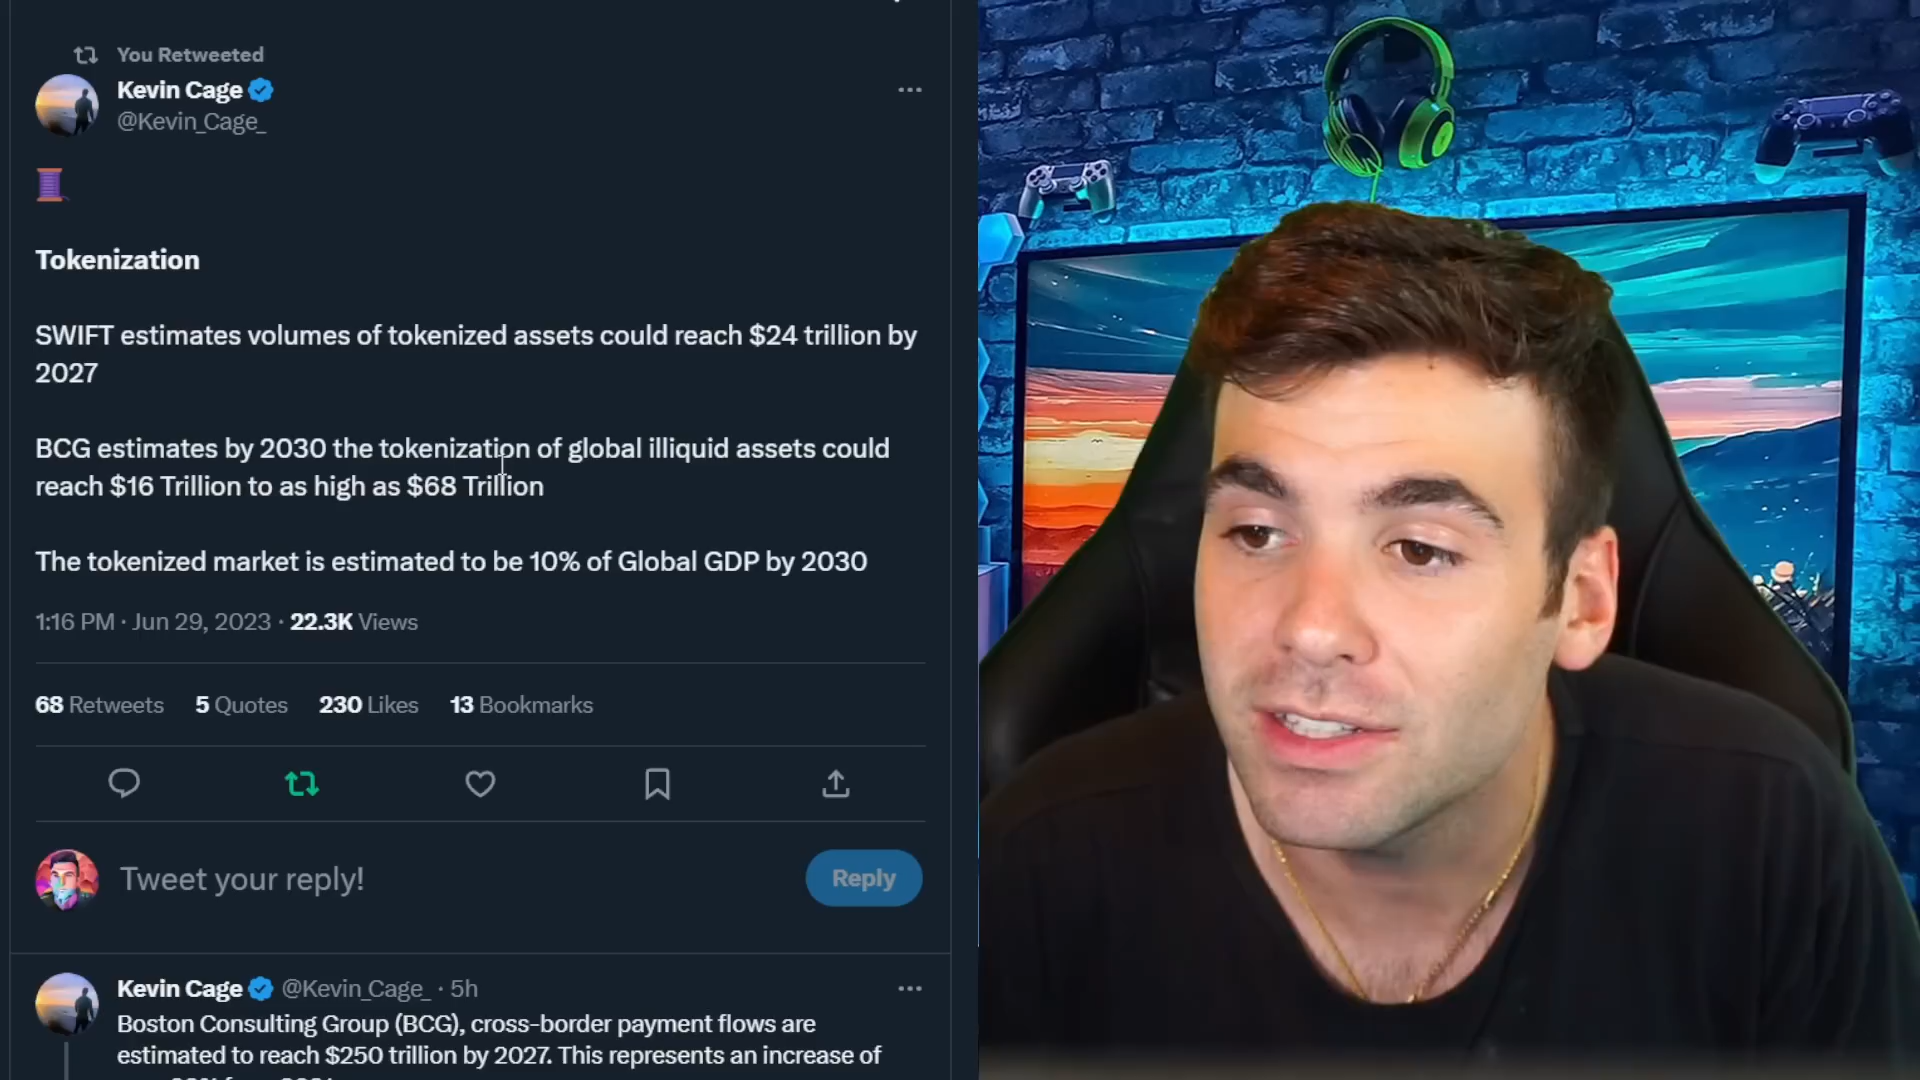 You Retweeted
Kevin Cage
@Kevin_Cage_
Tokenization
SWIFT estimates volumes of tokenized assets could reach $24 trillion by
2027
BCG estimates by 2030 the tokenization of global illiquid assets could
reach $16 Trillion to as high as $68 Trillion
The tokenized market is estimated to be 10% of Global GDP by 2030
1:16 PM · Jun 29, 2023 · 22.3K Views
68 Retweets 5 Quotes 230 Likes 13 Bookmarks
Tweet your reply!
Reply
Kevin Cage @Kevin_Cage_ · 5h
Boston Consulting Group (BCG), cross-border payment flows are
estimated to reach $250 trillion by 2027. This represents an increase of